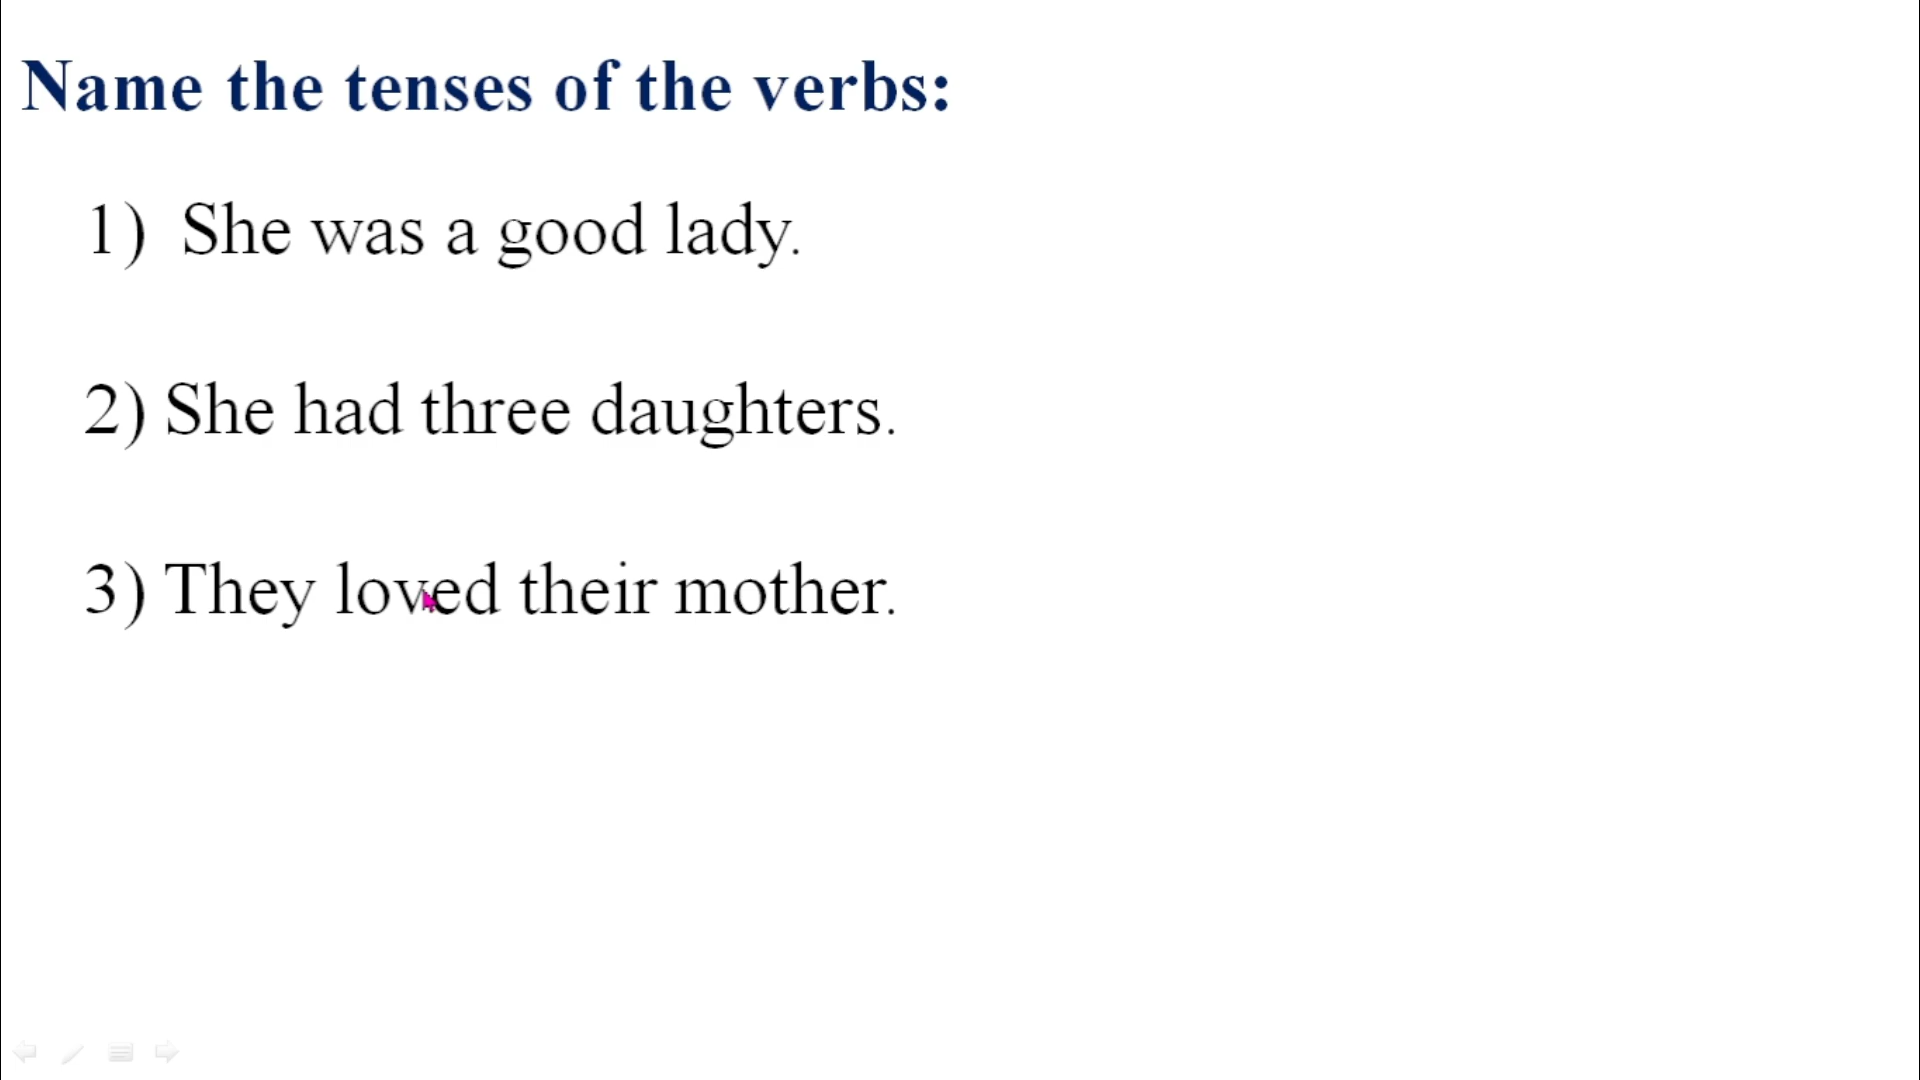 Name the tenses of the verbs:
1) She was a good lady.
2) She had three daughters.
3) They loved their mother.